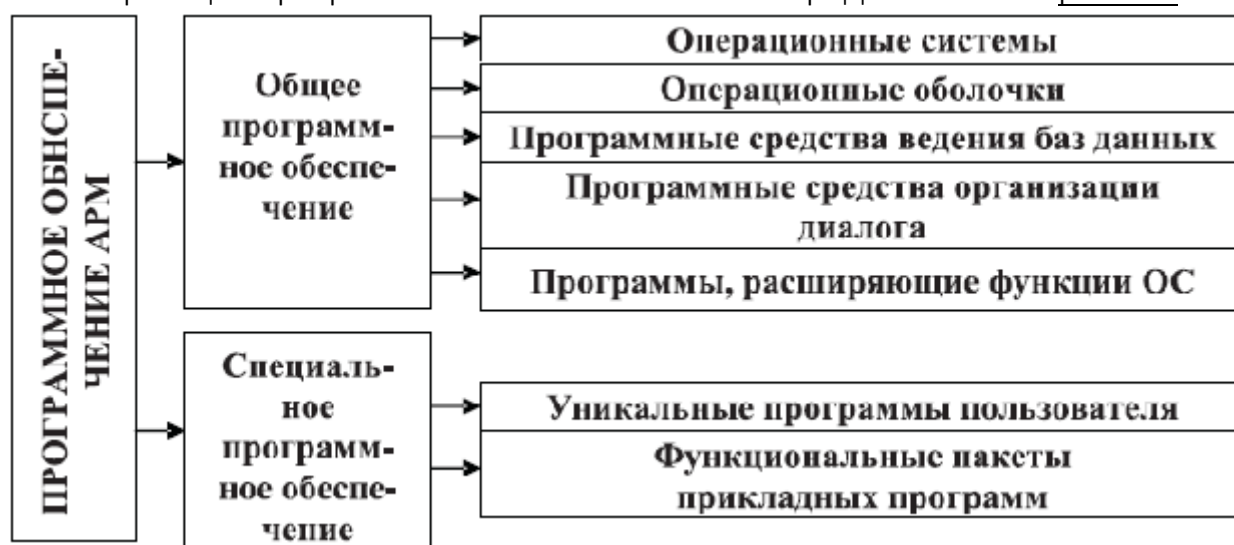 ПРОГРАММНОЕ ОБНСПЕ-
ЧЕНИЕ АРМ
Общее
программ-
ное обеспе-
чение
Операционные системы
Операционные оболочки
Программные средства ведения баз данных
Программные средства организации
диалога
Программы, расширяющие функции ОС
Специаль-
ное
программ-
ное обеспе-
чение
Уникальные программы пользователя
Функциональные пакеты
прикладных программ